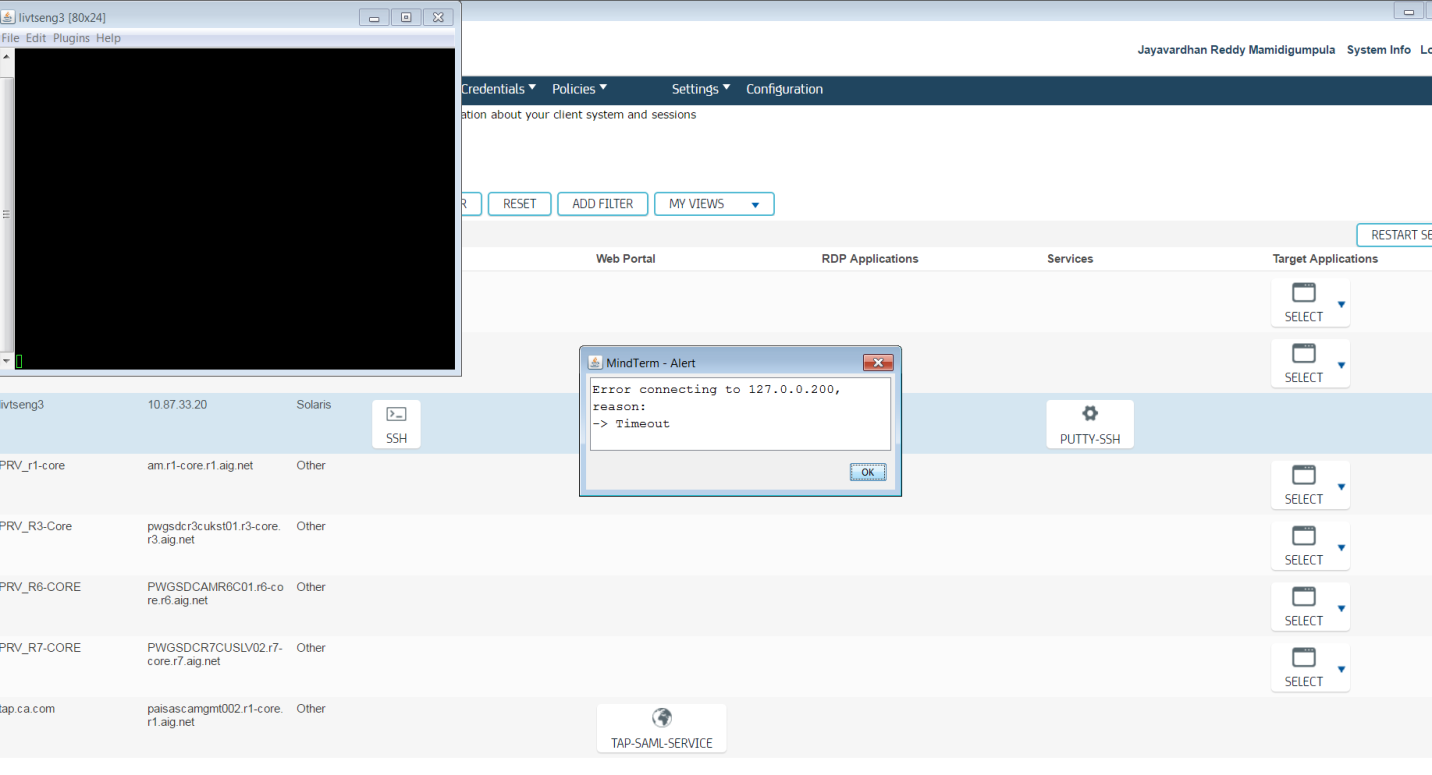 livtseng3 [80x24]
File Edit Plugins Help
Jayavardhan Reddy Mamidigumpula System Info Lo
Credentials Policies Settings Configuration
ation about your client system and sessions
R RESET ADD FILTER MY VIEWS
RESTART SE
Web Portal RDP Applications Services Target Applications
SELECT
SELECT
MindTerm - Alert
Error connecting to 127.0.0.200,
reason:
-> Timeout
OK
livtseng3 10.87.33.20 Solaris
SSH
PUTTY-SSH
PRV_r1-core am.r1-core.r1.aig.net Other
SELECT
PRV_R3-Core pwgsdcr3cukst01.r3-core. Other
r3.aig.net
SELECT
PRV_R6-CORE PWGSDCAMR6C01.r6-co Other
re.r6.aig.net
SELECT
PRV_R7-CORE PWGSDCR7CUSLV02.r7- Other
core.r7.aig.net
SELECT
tap.ca.com paisascamgmt002.r1-core. Other
r1.aig.net
TAP-SAML-SERVICE